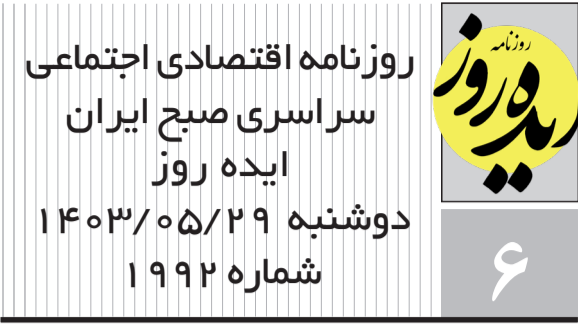 روزنامه اقتصادی اجتماعی
سراسری صبح ایران
ایده روز
دوشنبه ۱۴۰۳/۰۵/۲۹
شماره ۱۹۹۲
روزنامه
ایده روز
۶